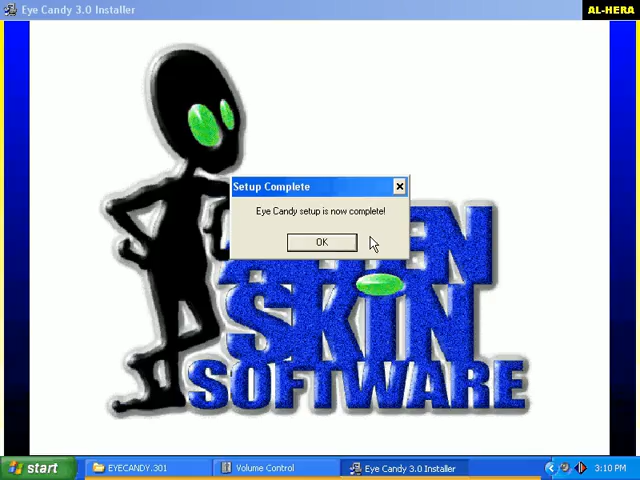 Eye Candy 3.0 Installer
AL-HERA
Setup Complete
Eye Candy setup is now complete!
OK
ALIEN
SKIN
SOFTWARE
start
EYECANDY.301
Volume Control
Eye Candy 3.0 Installer
3:10 PM